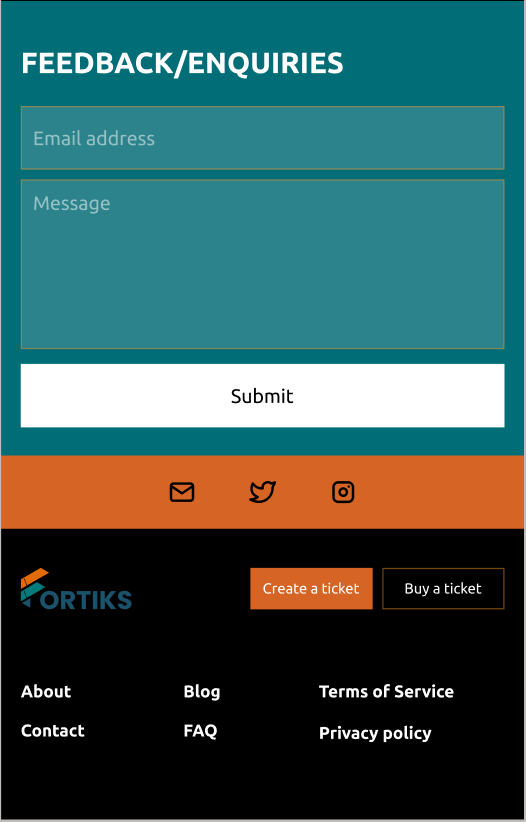 FEEDBACK/ENQUIRIES
Email address
Message
Submit
FORTIKS
Create a ticket
Buy a ticket
About
Blog
Terms of Service
Contact
FAQ
Privacy policy